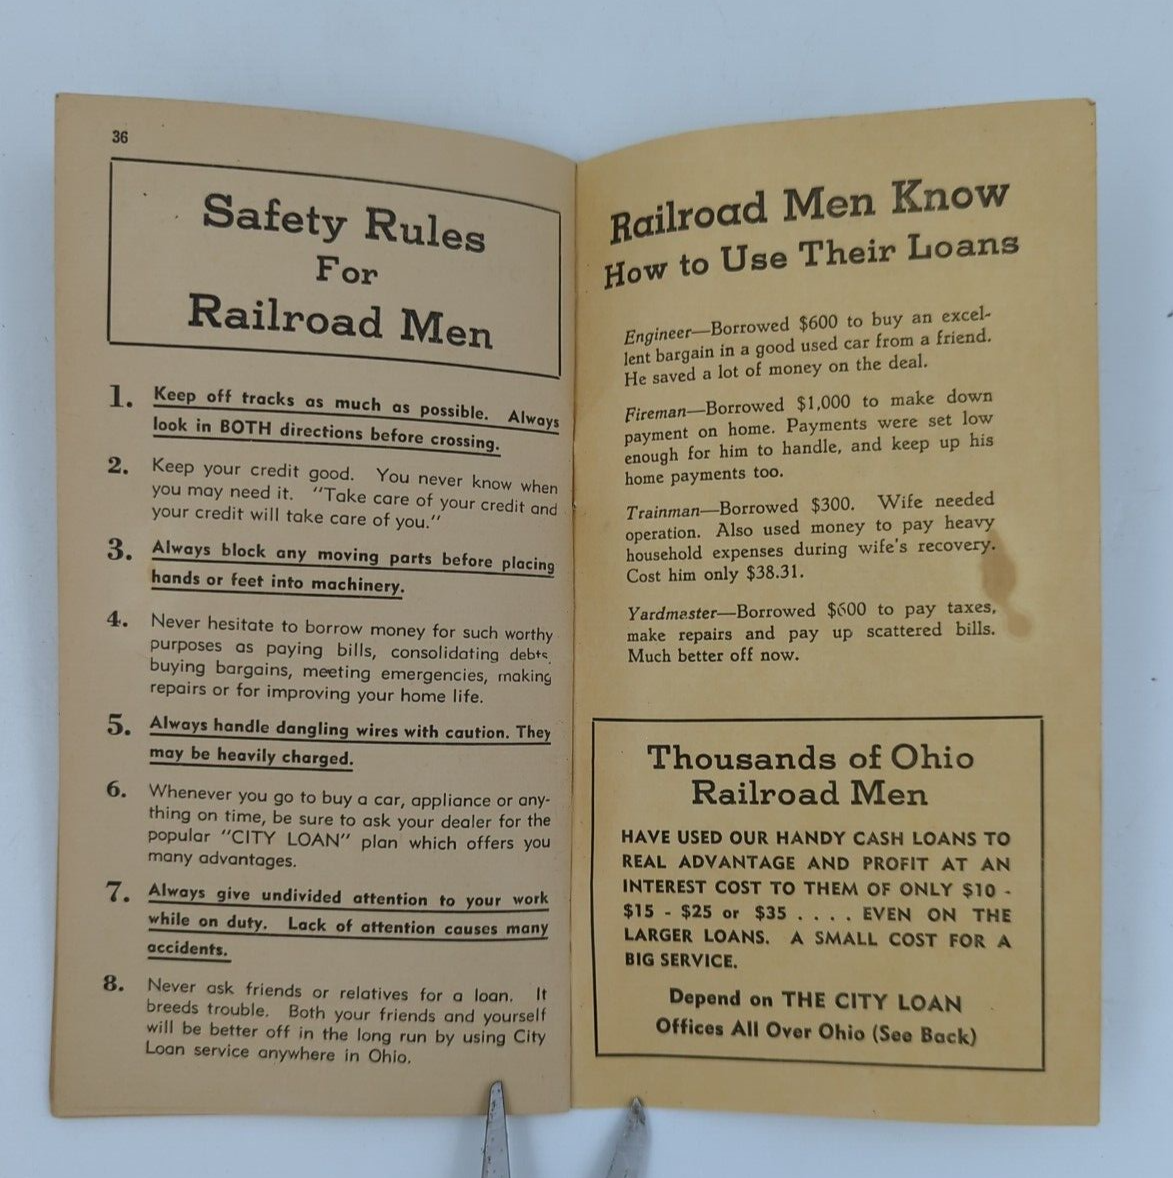 36
Safety Rules
For
Railroad Men
1. Keep off tracks as much as possible. Always
look in BOTH directions before crossing.
2. Keep your credit good. You never know when
you may need it. "Take care of your credit and
your credit will take care of you."
3. Always block any moving parts before placing
hands or feet into machinery.
4. Never hesitate to borrow money for such worthy
purposes as paying bills, consolidating debts,
buying bargains, meeting emergencies, making
repairs or for improving your home life.
5. Always handle dangling wires with caution. They
may be heavily charged.
6. Whenever you go to buy a car, appliance or any-
thing on time, be sure to ask your dealer for the
popular "CITY LOAN" plan which offers you
many advantages.
7. Always give undivided attention to your work
while on duty. Lack of attention causes many
accidents.
8. Never ask friends or relatives for a loan. It
breeds trouble. Both your friends and yourself
will be better off in the long run by using City
Loan service anywhere in Ohio.
Railroad Men Know
How to Use Their Loans
Engineer—Borrowed $600 to buy an excel-
lent bargain in a good used car from a friend.
He saved a lot of money on the deal.
Fireman—Borrowed $1,000 to make down
payment on home. Payments were set low
enough for him to handle, and keep up his
home payments too.
Trainman—Borrowed $300. Wife needed
operation. Also used money to pay heavy
household expenses during wife's recovery.
Cost him only $38.31.
Yardmaster—Borrowed $600 to pay taxes,
make repairs and pay up scattered bills.
Much better off now.
Thousands of Ohio
Railroad Men
HAVE USED OUR HANDY CASH LOANS TO
REAL ADVANTAGE AND PROFIT AT AN
INTEREST COST TO THEM OF ONLY $10 -
$15 - $25 or $35 . . . . EVEN ON THE
LARGER LOANS. A SMALL COST FOR A
BIG SERVICE.
Depend on THE CITY LOAN
Offices All Over Ohio (See Back)